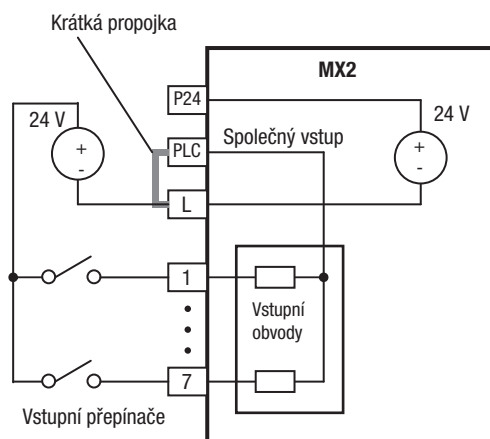 Krátká propojka
MX2
P24
24 V
24 V
+
-
PLC
Společný vstup
+
-
L
1
Vstupní
obvody
7
Vstupní přepínače